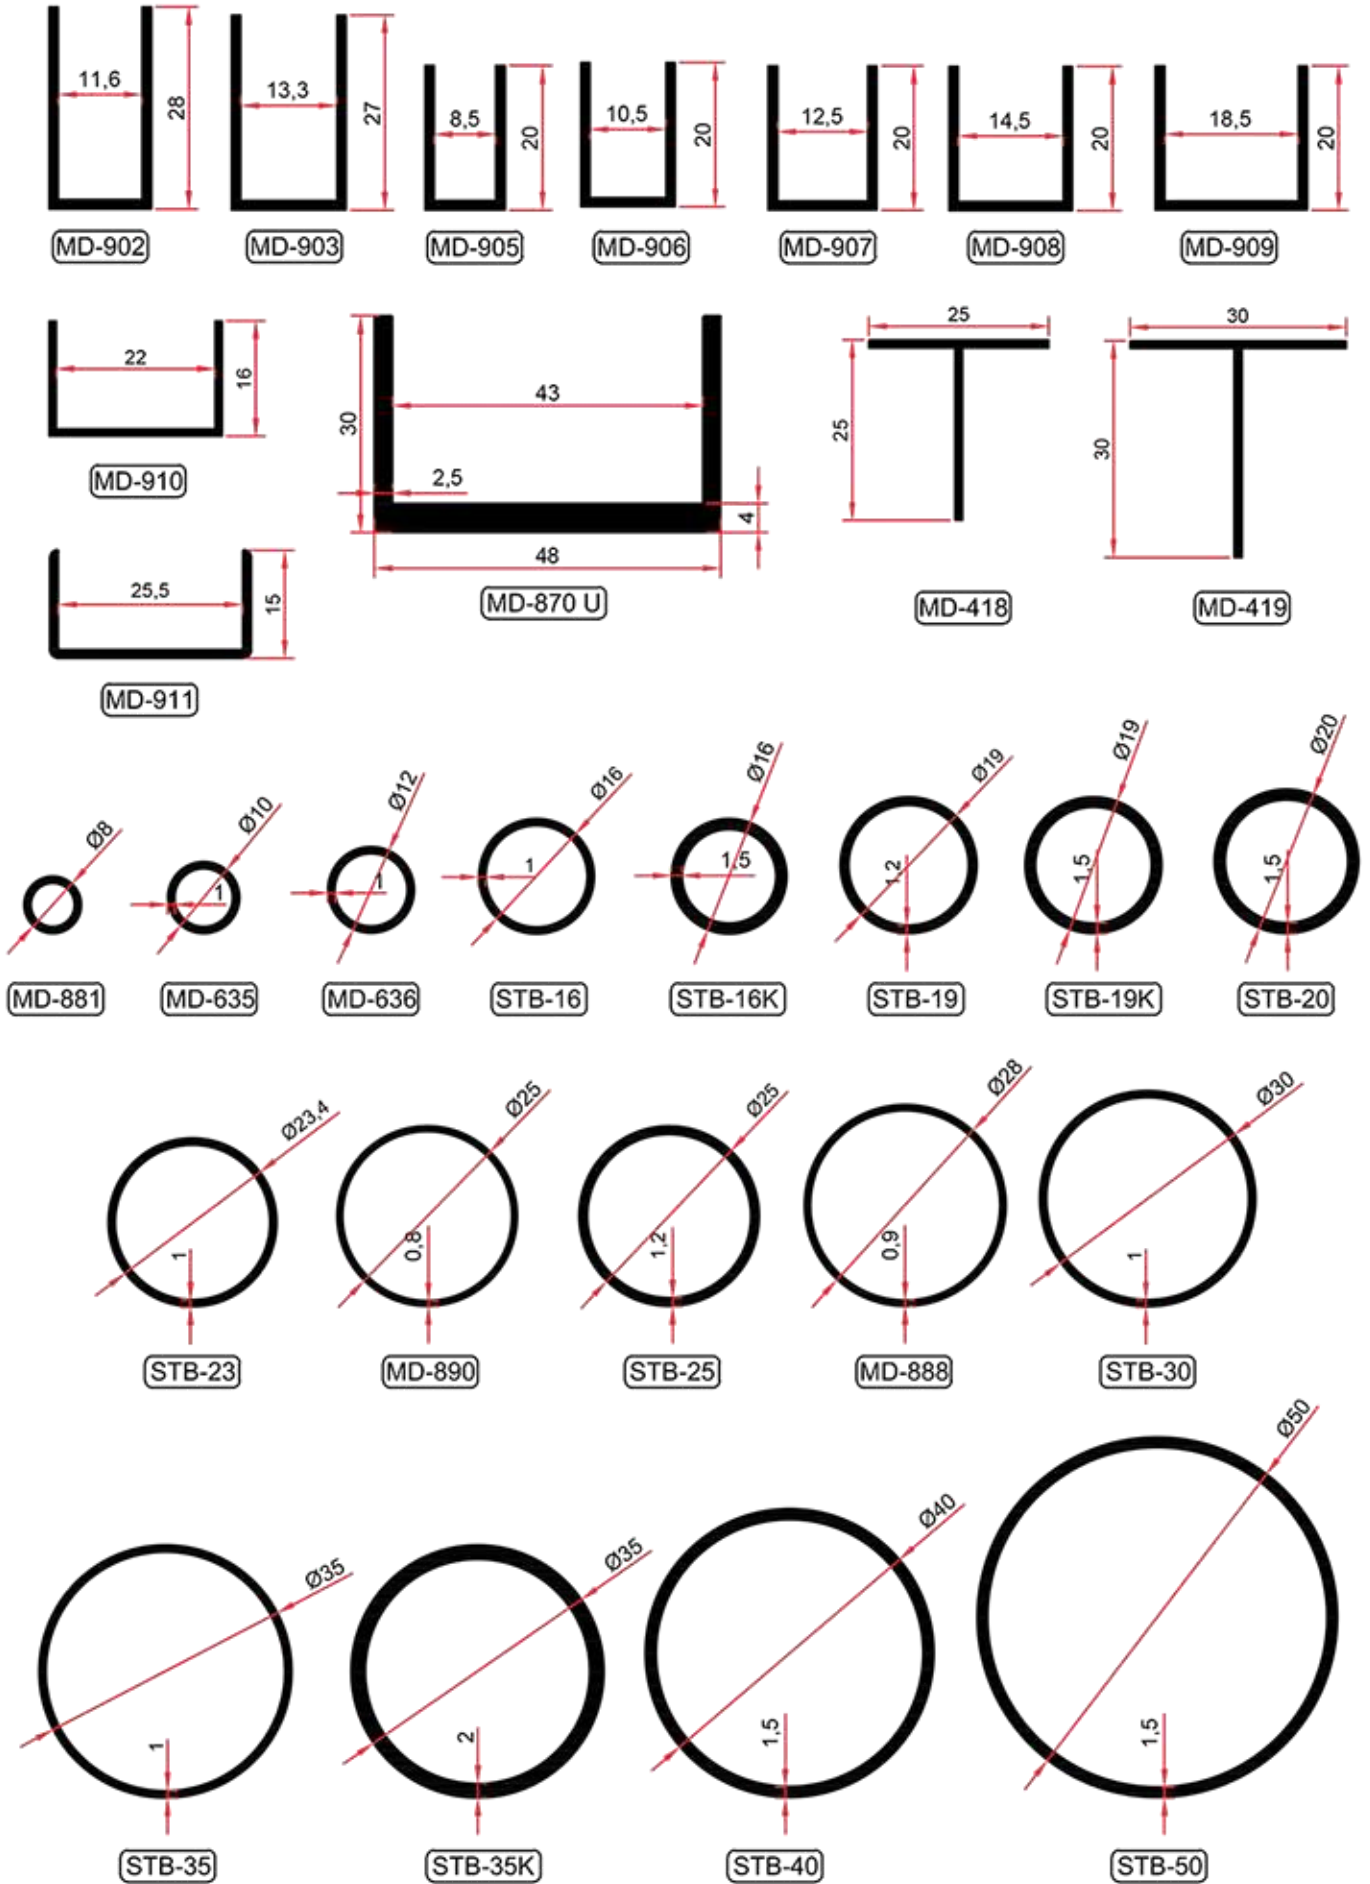 11,6 28 13,3 27 8,5 20 10,5 20 12,5 20 14,5 20 18,5 20
MD-902 MD-903 MD-905 MD-906 MD-907 MD-908 MD-909
22 16 30 43 2,5 4 48 25 25 30 30
MD-910 MD-870 U MD-418 MD-419
25,5 15
MD-911
Ø8 Ø10 1 Ø12 1 Ø16 1 Ø16 1,5 Ø19 1,2 Ø19 1,5 Ø20 1,5
MD-881 MD-635 MD-636 STB-16 STB-16K STB-19 STB-19K STB-20
Ø23,4 1 Ø25 0,8 Ø25 1,2 Ø28 0,9 Ø30 1
STB-23 MD-890 STB-25 MD-888 STB-30
Ø35 1 Ø35 2 Ø40 1,5 Ø50 1,5
STB-35 STB-35K STB-40 STB-50